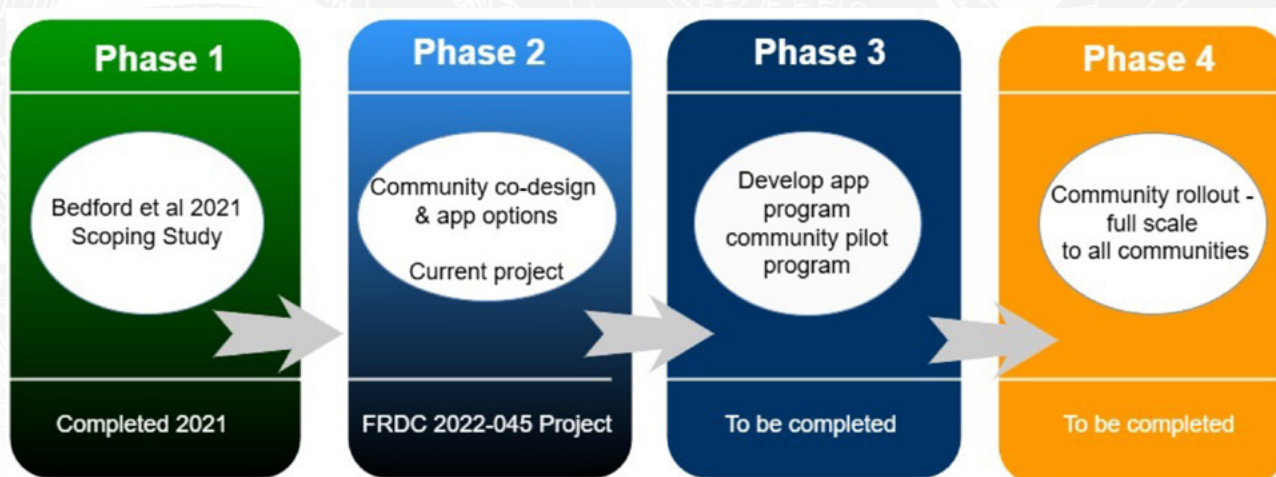 Phase 1
Bedford et al 2021
Scoping Study
Completed 2021
Phase 2
Community co-design
& app options
Current project
FRDC 2022-045 Project
Phase 3
Develop app
program
community pilot
program
To be completed
Phase 4
Community rollout -
full scale
to all communities
To be completed